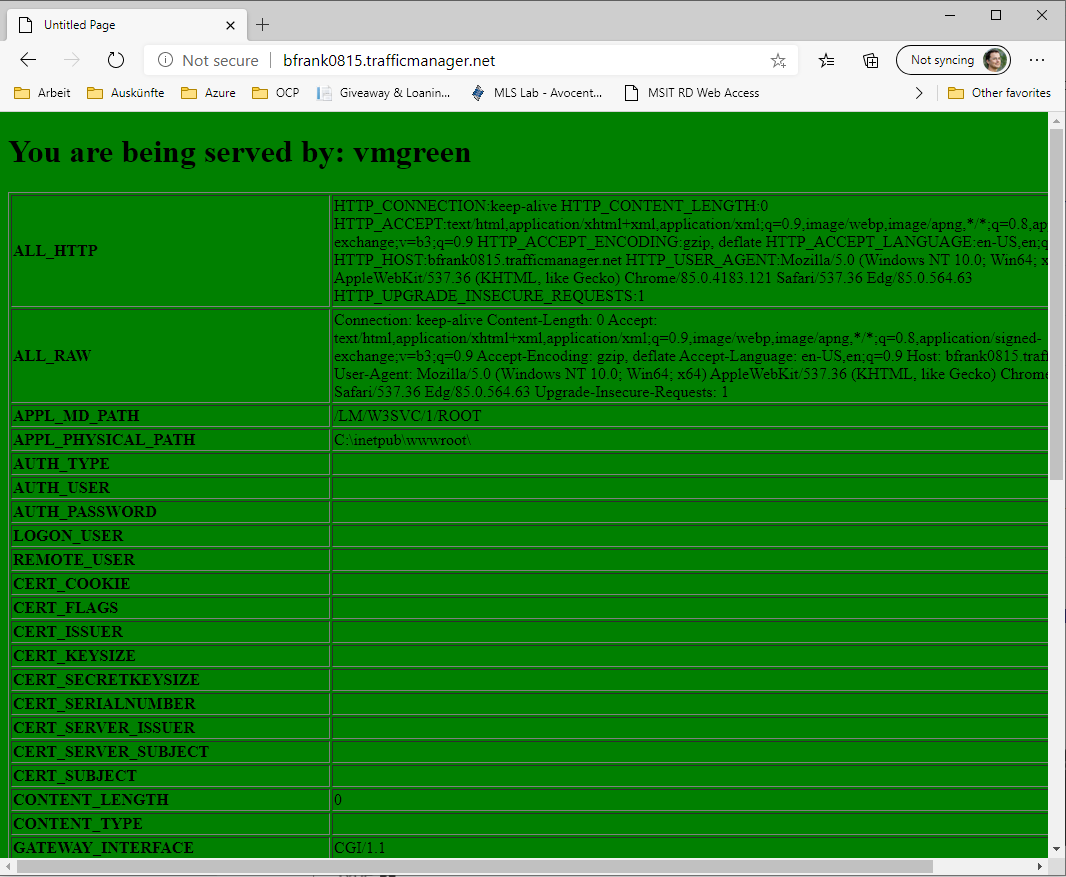 Untitled Page
Not secure
bfrank0815.trafficmanager.net
Not syncing
Arbeit
Auskünfte
Azure
OCP
Giveaway & Loanin...
MLS Lab - Avocent...
MSIT RD Web Access
Other favorites
You are being served by: vmgreen
ALL_HTTP
HTTP_CONNECTION:keep-alive HTTP_CONTENT_LENGTH:0
HTTP_ACCEPT:text/html,application/xhtml+xml,application/xml;q=0.9,image/webp,image/apng,*/*;q=0.8,ap
exchange;v=b3;q=0.9 HTTP_ACCEPT_ENCODING:gzip, deflate HTTP_ACCEPT_LANGUAGE:en-US,en;q
HTTP_HOST:bfrank0815.trafficmanager.net HTTP_USER_AGENT:Mozilla/5.0 (Windows NT 10.0; Win64; x
AppleWebKit/537.36 (KHTML, like Gecko) Chrome/85.0.4183.121 Safari/537.36 Edg/85.0.564.63
HTTP_UPGRADE_INSECURE_REQUESTS:1
ALL_RAW
Connection: keep-alive Content-Length: 0 Accept:
text/html,application/xhtml+xml,application/xml;q=0.9,image/webp,image/apng,*/*;q=0.8,application/signed-
exchange;v=b3;q=0.9 Accept-Encoding: gzip, deflate Accept-Language: en-US,en;q=0.9 Host: bfrank0815.traff
User-Agent: Mozilla/5.0 (Windows NT 10.0; Win64; x64) AppleWebKit/537.36 (KHTML, like Gecko) Chrome
Safari/537.36 Edg/85.0.564.63 Upgrade-Insecure-Requests: 1
APPL_MD_PATH
/LM/W3SVC/1/ROOT
APPL_PHYSICAL_PATH
C:\inetpub\wwwroot\
AUTH_TYPE
AUTH_USER
AUTH_PASSWORD
LOGON_USER
REMOTE_USER
CERT_COOKIE
CERT_FLAGS
CERT_ISSUER
CERT_KEYSIZE
CERT_SECRETKEYSIZE
CERT_SERIALNUMBER
CERT_SERVER_ISSUER
CERT_SERVER_SUBJECT
CERT_SUBJECT
CONTENT_LENGTH
0
CONTENT_TYPE
GATEWAY_INTERFACE
CGI/1.1